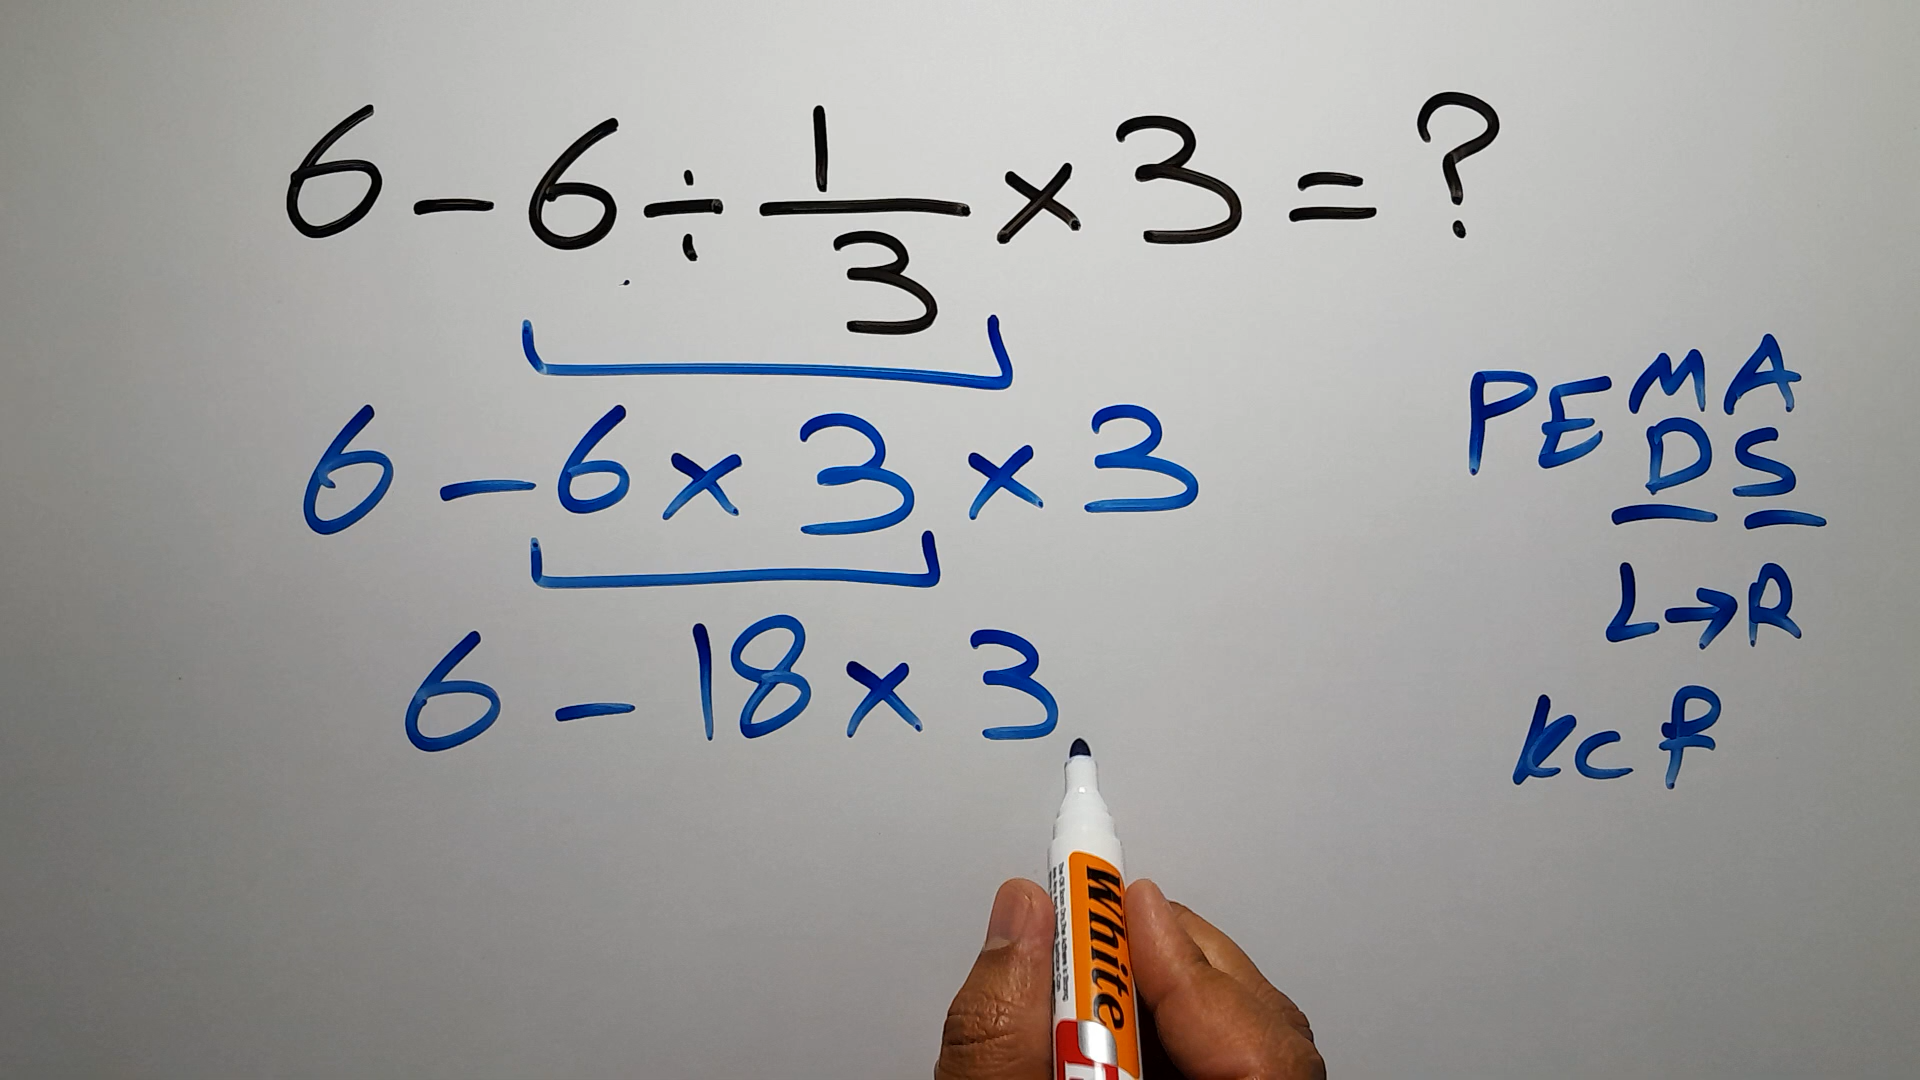 6 - 6 ÷ 1/3 × 3 = ?
6 - 6 × 3 × 3
6 - 18 × 3
PEMA
DS
L→R
kcf
White